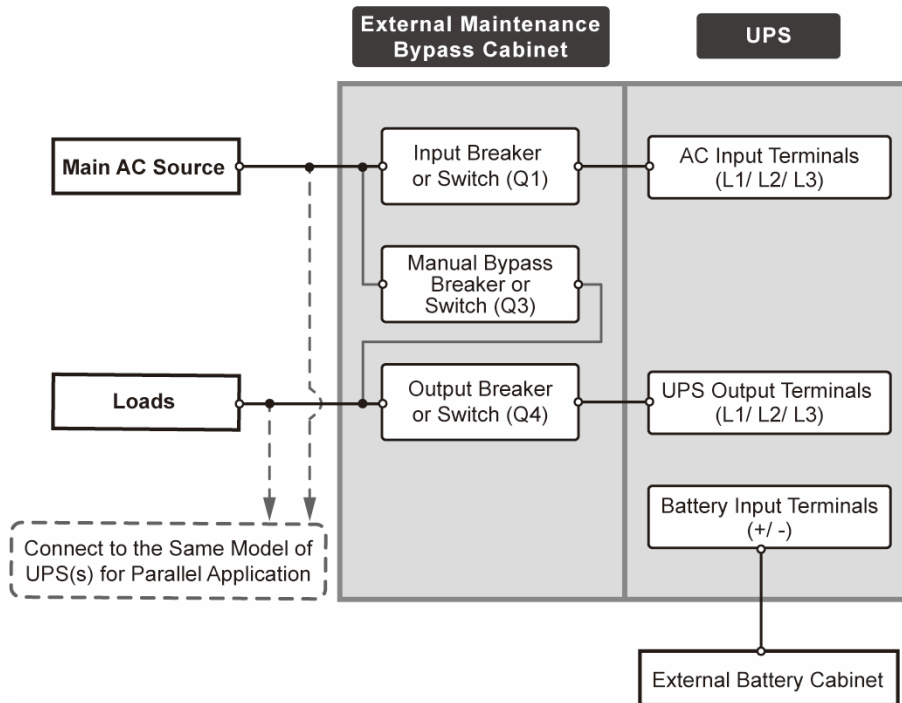 External Maintenance
Bypass Cabinet
UPS
Main AC Source
Input Breaker
or Switch (Q1)
AC Input Terminals
(L1/ L2/ L3)
Manual Bypass
Breaker or
Switch (Q3)
Loads
Output Breaker
or Switch (Q4)
UPS Output Terminals
(L1/ L2/ L3)
Battery Input Terminals
(+/ -)
Connect to the Same Model of
UPS(s) for Parallel Application
External Battery Cabinet